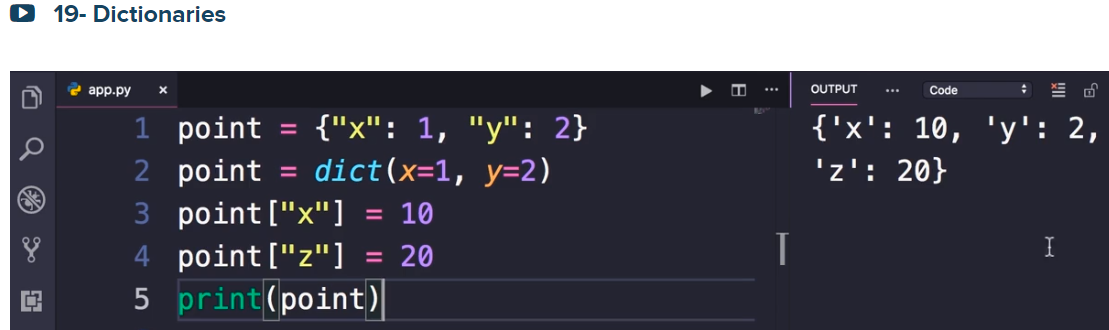 19- Dictionaries
app.py ×
OUTPUT ... Code
1 point = {"x": 1, "y": 2}
2 point = dict(x=1, y=2)
3 point["x"] = 10
4 point["z"] = 20
5 print(point)
{'x': 10, 'y': 2,
'z': 20}